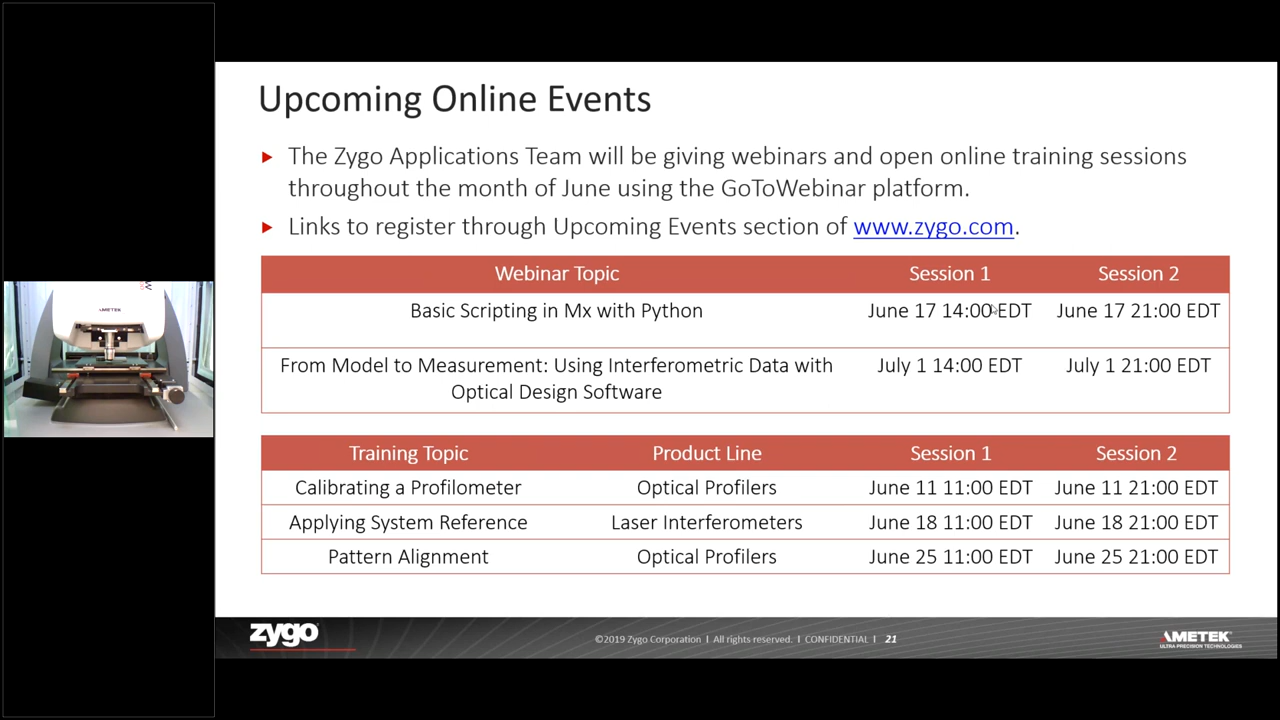 Upcoming Online Events
The Zygo Applications Team will be giving webinars and open online training sessions
throughout the month of June using the GoToWebinar platform.
Links to register through Upcoming Events section of www.zygo.com.
Webinar Topic Session 1 Session 2
Basic Scripting in Mx with Python June 17 14:00 EDT June 17 21:00 EDT
From Model to Measurement: Using Interferometric Data with July 1 14:00 EDT July 1 21:00 EDT
Optical Design Software
Training Topic Product Line Session 1 Session 2
Calibrating a Profilometer Optical Profilers June 11 11:00 EDT June 11 21:00 EDT
Applying System Reference Laser Interferometers June 18 11:00 EDT June 18 21:00 EDT
Pattern Alignment Optical Profilers June 25 11:00 EDT June 25 21:00 EDT
AMETEK
zygo
©2019 Zygo Corporation | All rights reserved. | CONFIDENTIAL | 21
AMETEK
ULTRA PRECISION TECHNOLOGIES